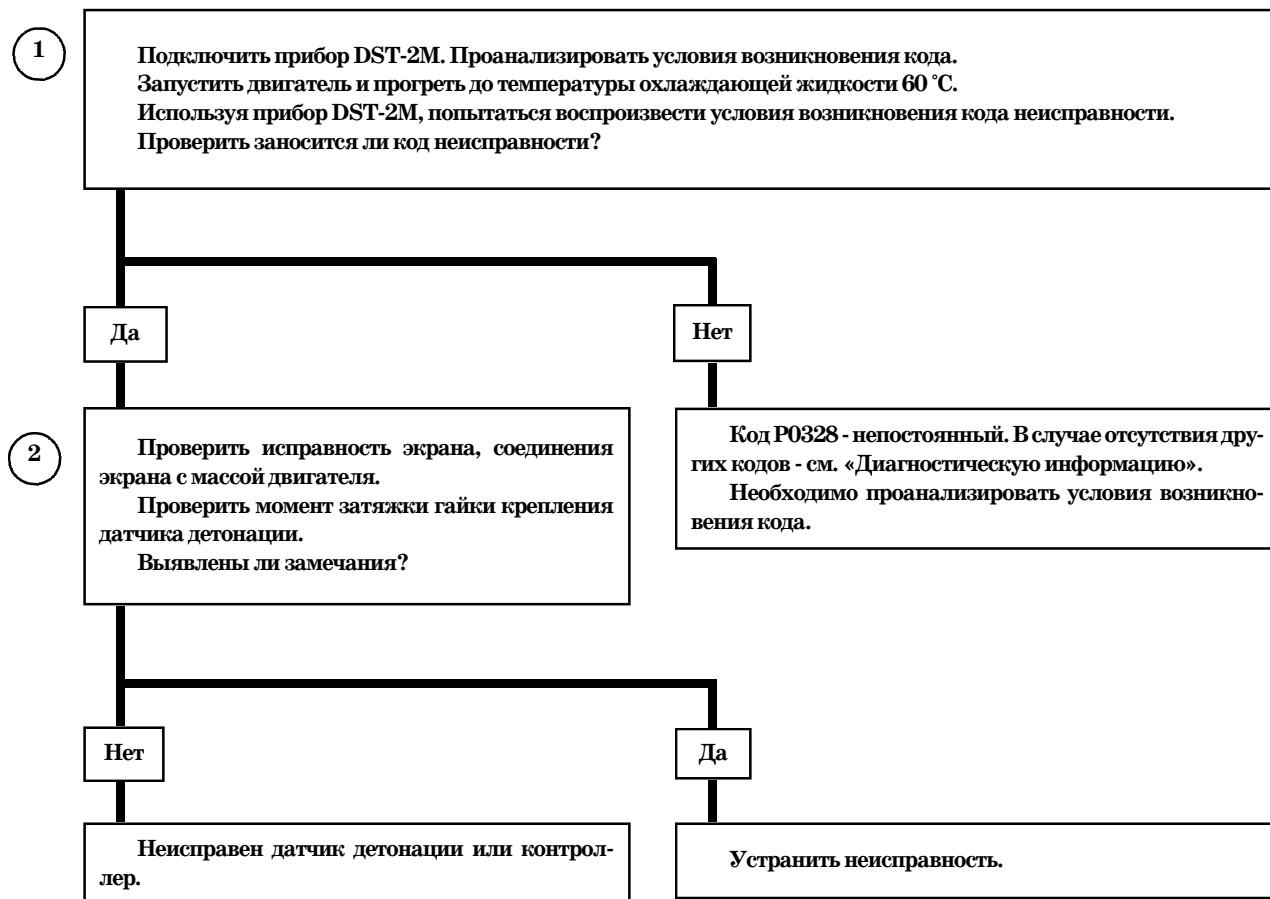 1
Подключить прибор DST-2М. Проанализировать условия возникновения кода.
Запустить двигатель и прогреть до температуры охлаждающей жидкости 60 °С.
Используя прибор DST-2М, попытаться воспроизвести условия возникновения кода неисправности.
Проверить заносится ли код неисправности?
Да
Нет
2
Проверить исправность экрана, соединения
экрана с массой двигателя.
Проверить момент затяжки гайки крепления
датчика детонации.
Выявлены ли замечания?
Код Р0328 - непостоянный. В случае отсутствия дру-
гих кодов - см. «Диагностическую информацию».
Необходимо проанализировать условия возникно-
вения кода.
Нет
Да
Неисправен датчик детонации или контрол-
лер.
Устранить неисправность.